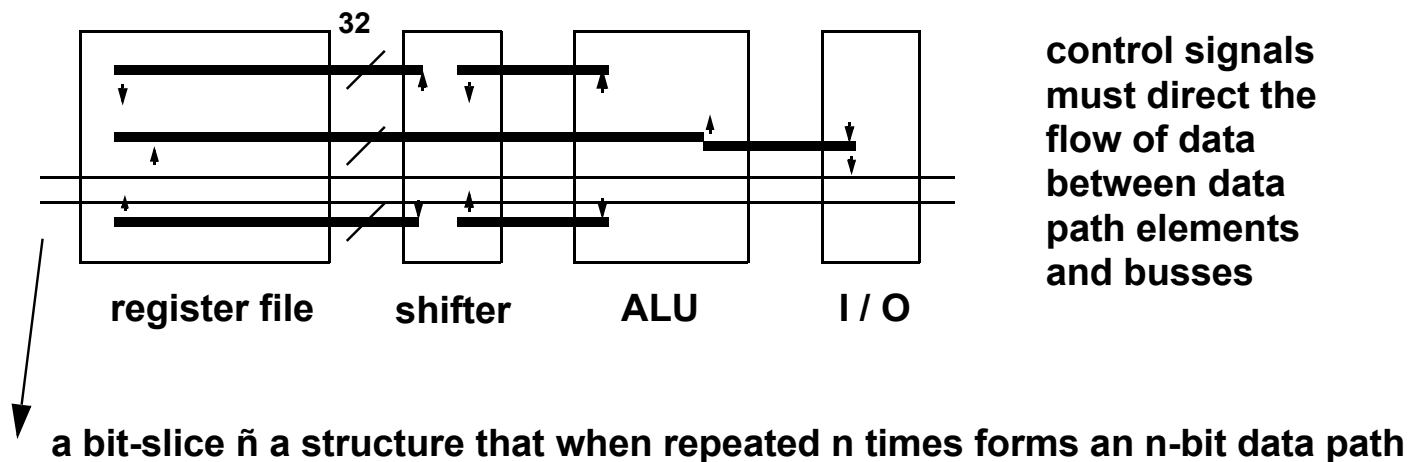 32
control signals
must direct the
flow of data
between data
path elements
and busses
register file
shifter
ALU
I / O
a bit-slice ñ a structure that when repeated n times forms an n-bit data path